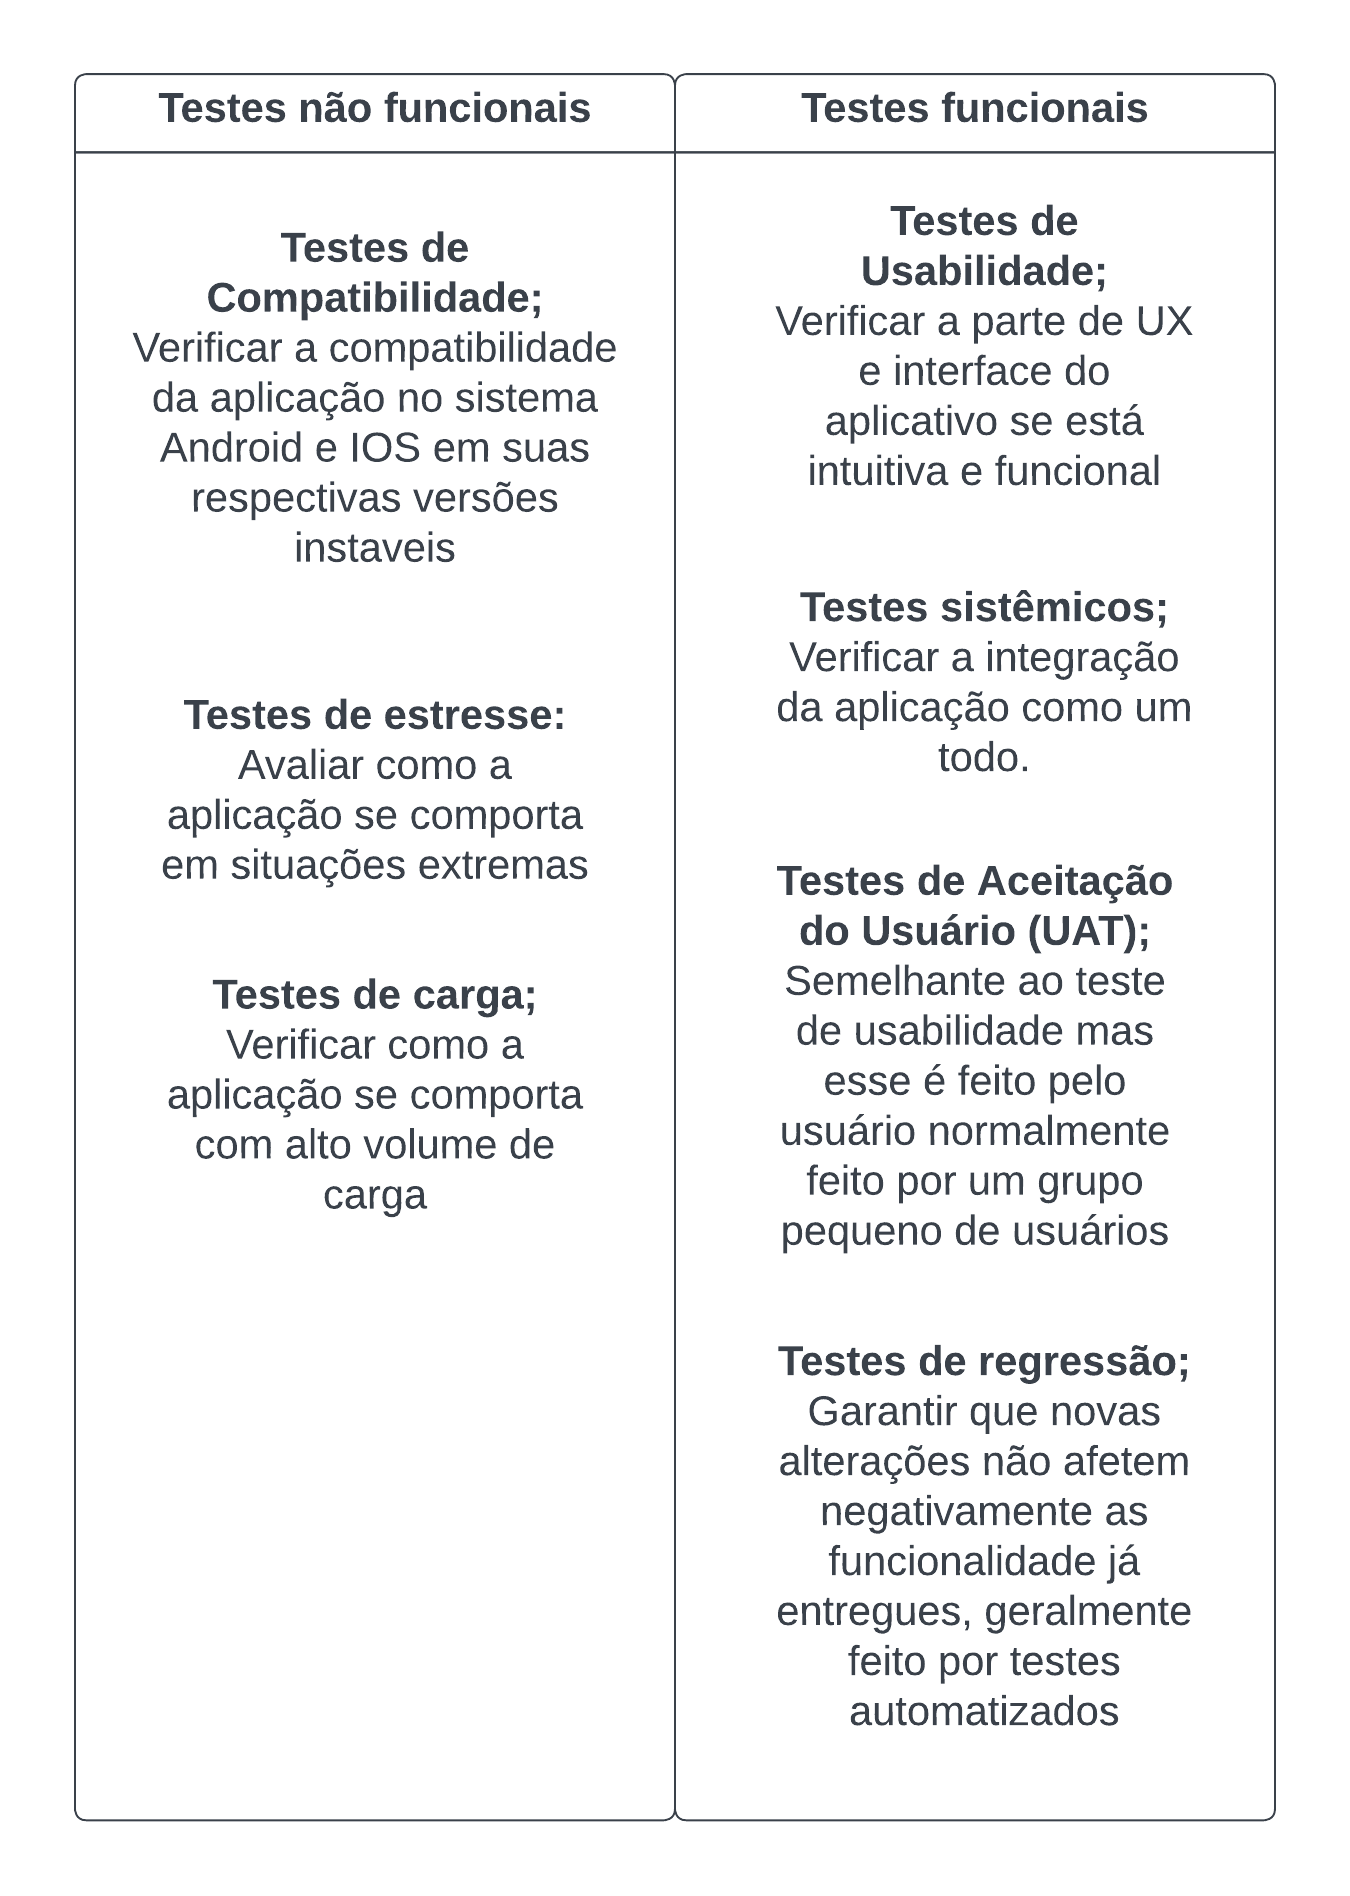 Testes não funcionais
Testes de
Compatibilidade;
Verificar a compatibilidade
da aplicação no sistema
Android e IOS em suas
respectivas versões
instaveis
Testes de estresse:
Avaliar como a
aplicação se comporta
em situações extremas
Testes de carga;
Verificar como a
aplicação se comporta
com alto volume de
carga
Testes funcionais
Testes de
Usabilidade;
Verificar a parte de UX
e interface do
aplicativo se está
intuitiva e funcional
Testes sistêmicos;
Verificar a integração
da aplicação como um
todo.
Testes de Aceitação
do Usuário (UAT);
Semelhante ao teste
de usabilidade mas
esse é feito pelo
usuário normalmente
feito por um grupo
pequeno de usuários
Testes de regressão;
Garantir que novas
alterações não afetem
negativamente as
funcionalidade já
entregues, geralmente
feito por testes
automatizados